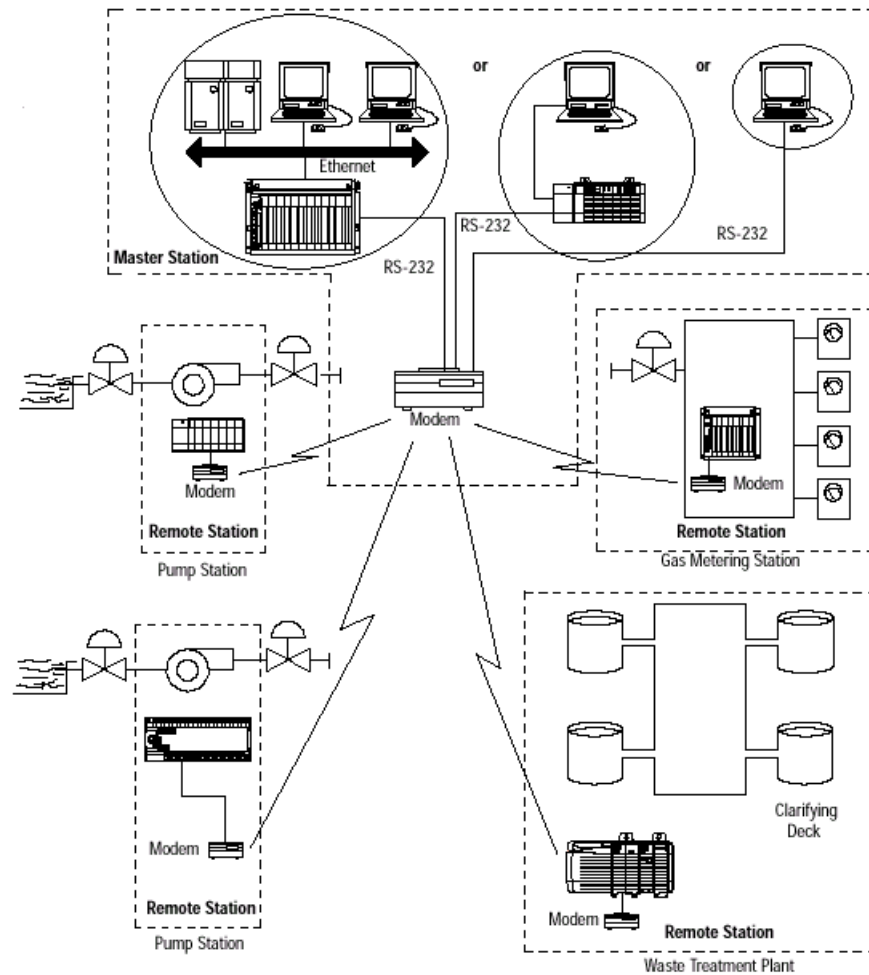 or
or
Ethernet
RS-232
RS-232
RS-232
Master Station
Modem
Modem
Remote Station
Pump Station
Modem
Remote Station
Gas Metering Station
Modem
Remote Station
Pump Station
Clarifying
Deck
Modem
Remote Station
Waste Treatment Plant